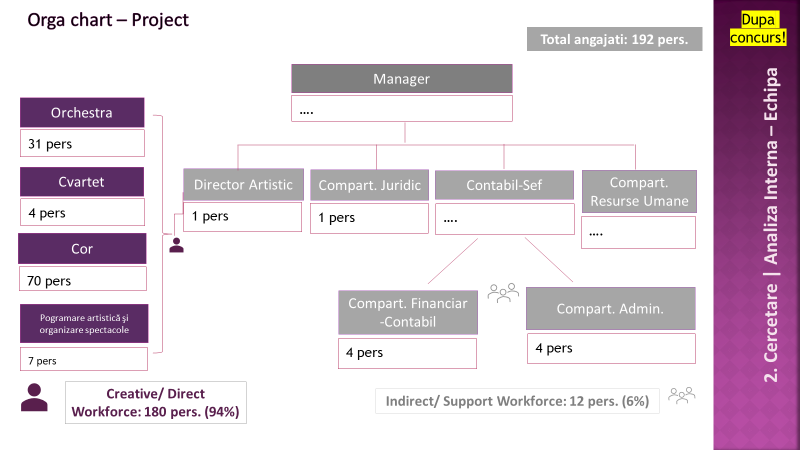 Orga chart – Project
Total angajati: 192 pers.
Dupa
concurs!
Manager
....
Orchestra
31 pers
Cvartet
4 pers
Cor
70 pers
Pogramare artistică şi
organizare spectacole
7 pers
Director Artistic
1 pers
Compart. Juridic
1 pers
Contabil-Sef
....
Compart.
Resurse Umane
....
Compart. Financiar
-Contabil
4 pers
Compart. Admin.
4 pers
Creative/ Direct
Workforce: 180 pers. (94%)
Indirect/ Support Workforce: 12 pers. (6%)
2. Cercetare | Analiza Interna – Echipa